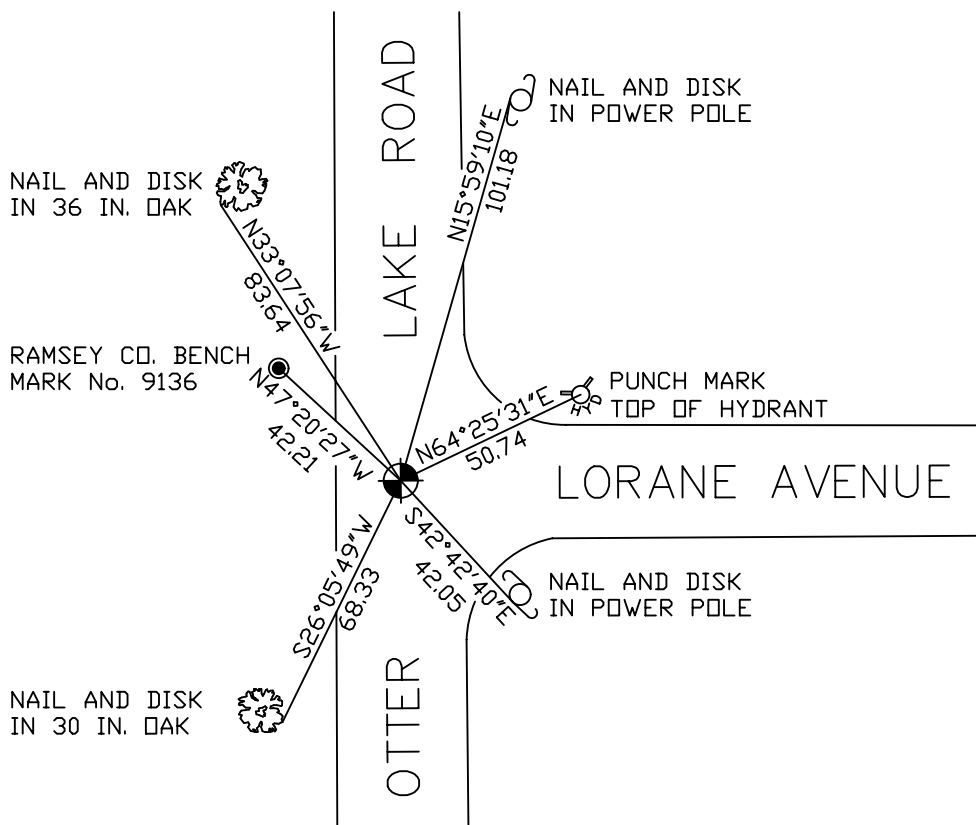 NAIL AND DISK
IN POWER POLE
N15°59'10"E
101.18
LAKE ROAD
NAIL AND DISK
IN 36 IN. OAK
N33°07'56"W
83.64
RAMSEY CO. BENCH
MARK No. 9136
N47°20'27"W
42.21
N64°25'31"E
50.74
HYD
PUNCH MARK
TOP OF HYDRANT
LORANE AVENUE
S42°42'40"E
42.05
NAIL AND DISK
IN POWER POLE
S26°05'49"W
68.33
NAIL AND DISK
IN 30 IN. OAK
OTTER